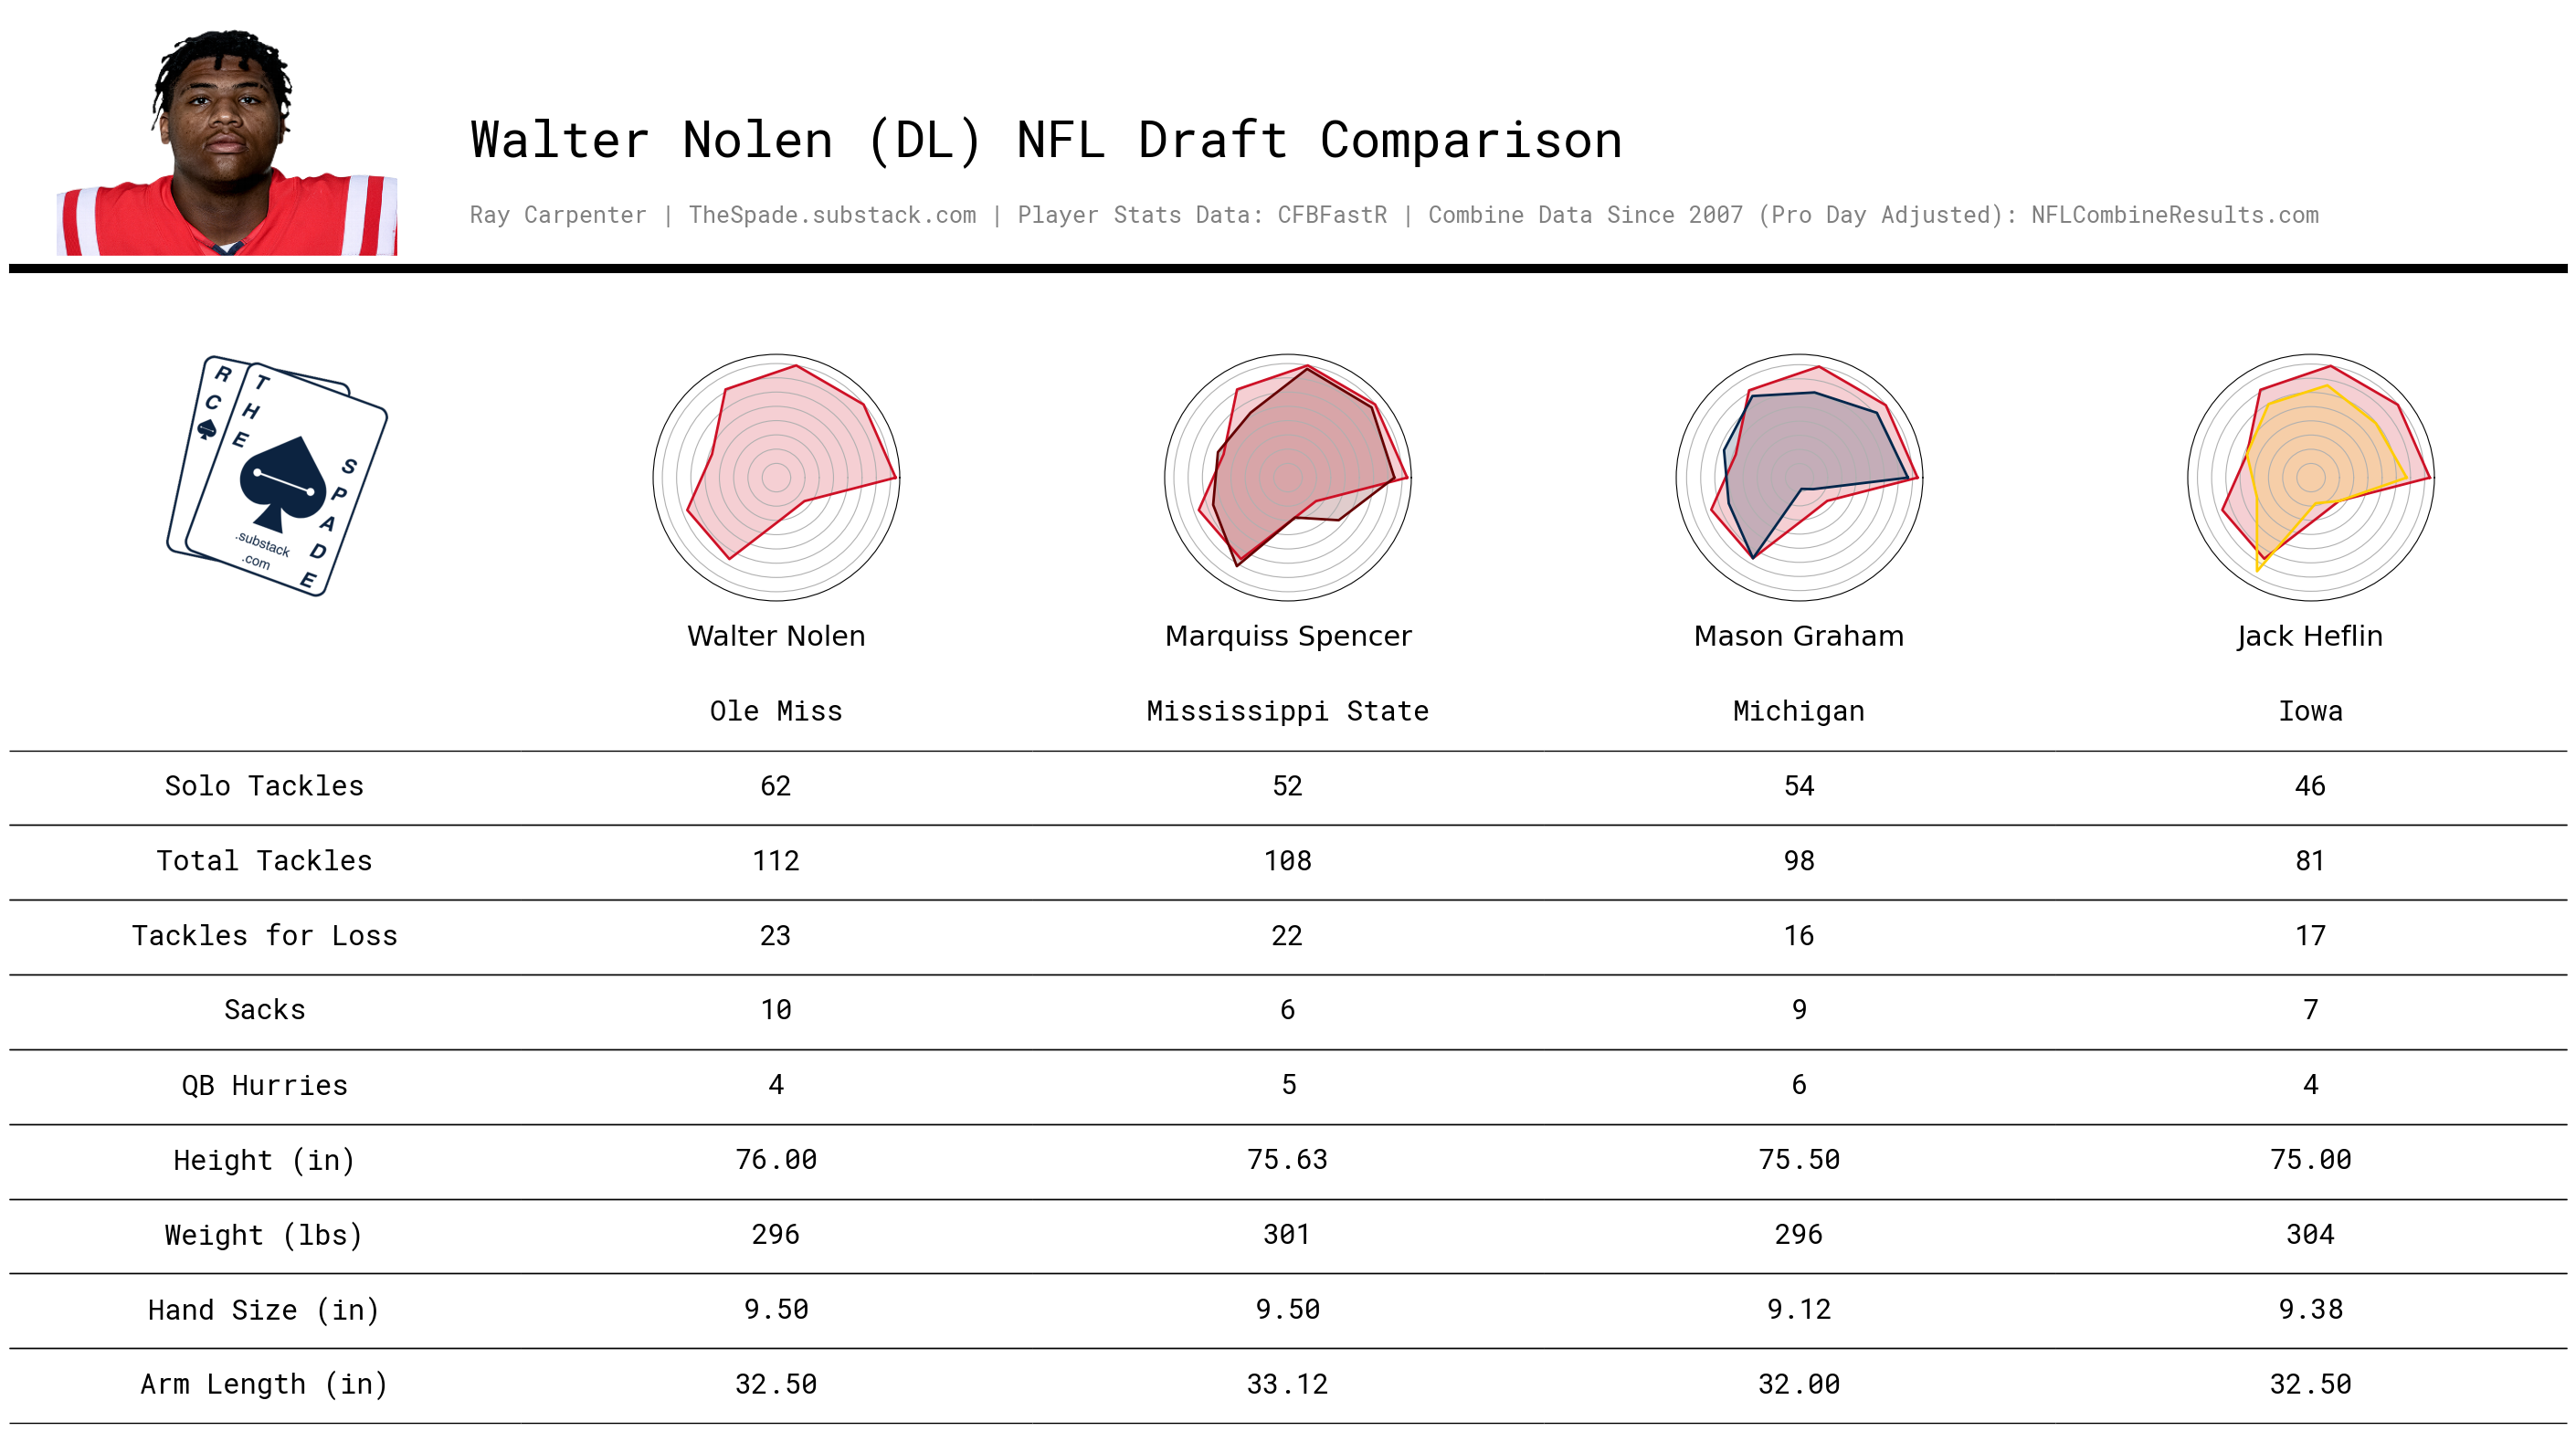 Walter Nolen (DL) NFL Draft Comparison
Ray Carpenter | TheSpade.substack.com | Player Stats Data: CFBFastR | Combine Data Since 2007 (Pro Day Adjusted): NFLCombineResults.com
RC
THE
SPADE
.substack
.com
Walter Nolen Marquiss Spencer Mason Graham Jack Heflin
Ole Miss Mississippi State Michigan Iowa
Solo Tackles 62 52 54 46
Total Tackles 112 108 98 81
Tackles for Loss 23 22 16 17
Sacks 10 6 9 7
QB Hurries 4 5 6 4
Height (in) 76.00 75.63 75.50 75.00
Weight (lbs) 296 301 296 304
Hand Size (in) 9.50 9.50 9.12 9.38
Arm Length (in) 32.50 33.12 32.00 32.50